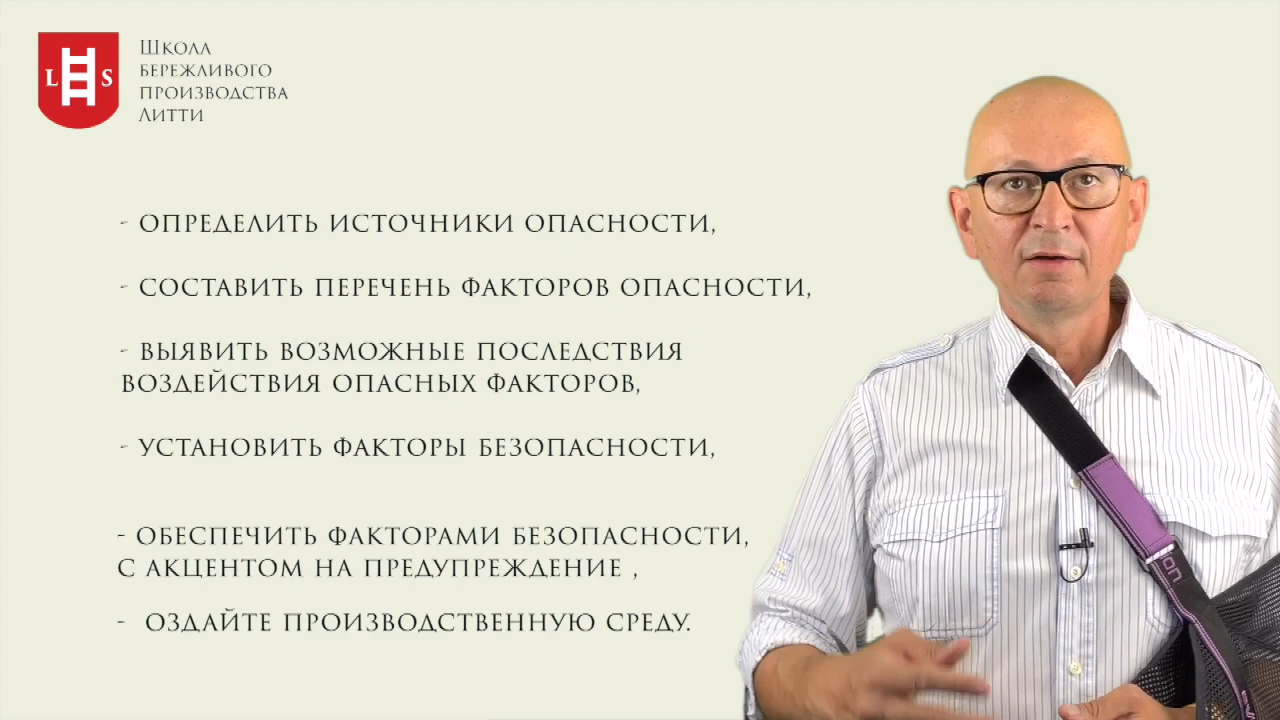 L S
Школа
бережливого
производства
Литти
- ОПРЕДЕЛИТЬ ИСТОЧНИКИ ОПАСНОСТИ,
- СОСТАВИТЬ ПЕРЕЧЕНЬ ФАКТОРОВ ОПАСНОСТИ,
- ВЫЯВИТЬ ВОЗМОЖНЫЕ ПОСЛЕДСТВИЯ
ВОЗДЕЙСТВИЯ ОПАСНЫХ ФАКТОРОВ,
- УСТАНОВИТЬ ФАКТОРЫ БЕЗОПАСНОСТИ,
- ОБЕСПЕЧИТЬ ФАКТОРАМИ БЕЗОПАСНОСТИ,
С АКЦЕНТОМ НА ПРЕДУПРЕЖДЕНИЕ ,
- ОЗДАЙТЕ ПРОИЗВОДСТВЕННУЮ СРЕДУ.